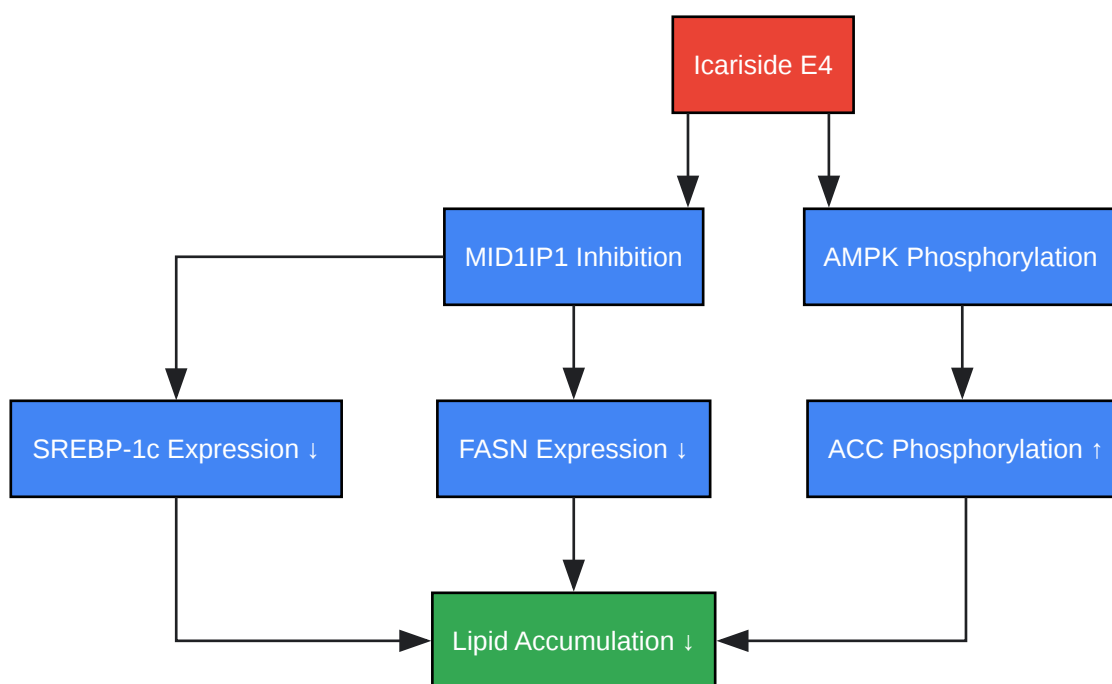 Icariside E4
MID1IP1 Inhibition
AMPK Phosphorylation
SREBP-1c Expression ↓
FASN Expression ↓
ACC Phosphorylation ↑
Lipid Accumulation ↓